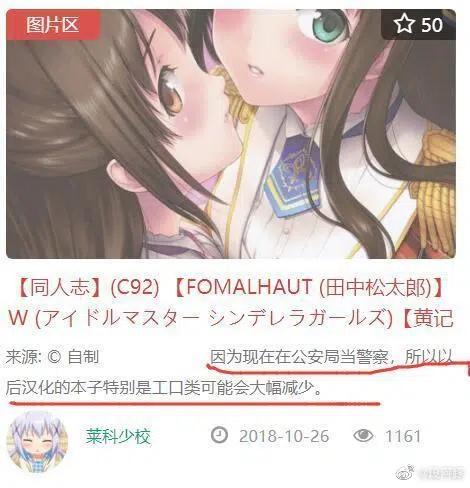 图片区
50
【同人志】(C92) 【FOMALHAUT (田中松太郎)】
W (アイドルマスター シンデレラガールズ)【黄记
来源: © 自制 因为现在在公安局当警察，所以以
后汉化的本子特别是工口类可能会大幅减少。
莱科少校 2018-10-26 1161